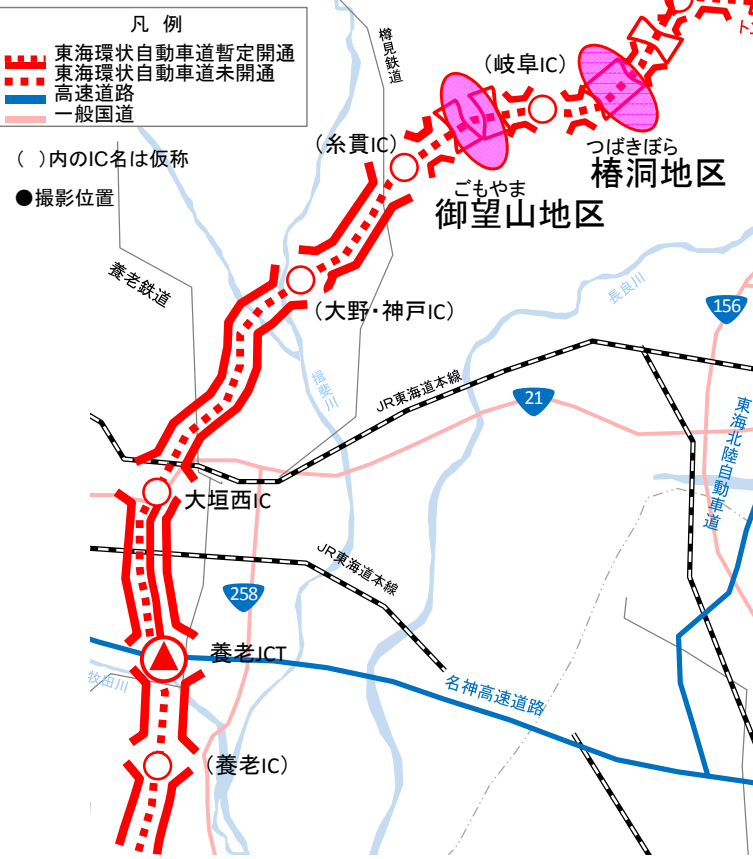 凡 例
東海環状自動車道暫定開通
東海環状自動車道未開通
高速道路
一般国道
( )内のIC名は仮称
●撮影位置
樽見鉄道
(岐阜IC)
(糸貫IC)
つばきぼら
椿洞地区
ごもやま
御望山地区
養老鉄道
(大野・神戸IC)
長良川
156
揖斐川
JR東海道本線
21
東海北陸自動車道
大垣西IC
JR東海道本線
258
養老JCT
牧田川
名神高速道路
(養老IC)